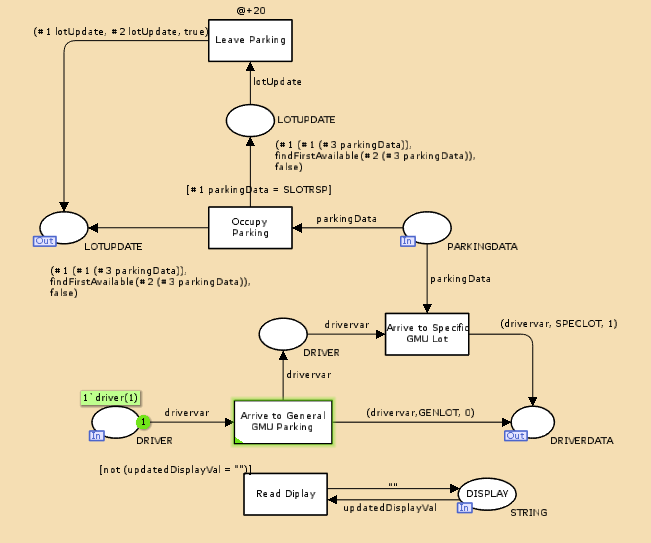 @+20
(#1 lotUpdate, #2 lotUpdate, true)
Leave Parking
lotUpdate
LOTUPDATE
(#1 (#1 (#3 parkingData)),
findFirstAvailable(#2 (#3 parkingData)),
false)
[#1 parkingData = SLOTRSP]
Occupy
Parking
parkingData
Out
LOTUPDATE
In
PARKINGDATA
(#1 (#1 (#3 parkingData)),
findFirstAvailable(#2 (#3 parkingData)),
false)
parkingData
drivervar
Arrive to Specific
GMU Lot
(drivervar, SPECLOT, 1)
DRIVER
drivervar
1`driver(1)
1
drivervar
Arrive to General
GMU Parking
(drivervar,GENLOT, 0)
In
DRIVER
Out
DRIVERDATA
[not (updatedDisplayVal = "")]
Read Diplay
""
updatedDisplayVal
DISPLAY
In
STRING